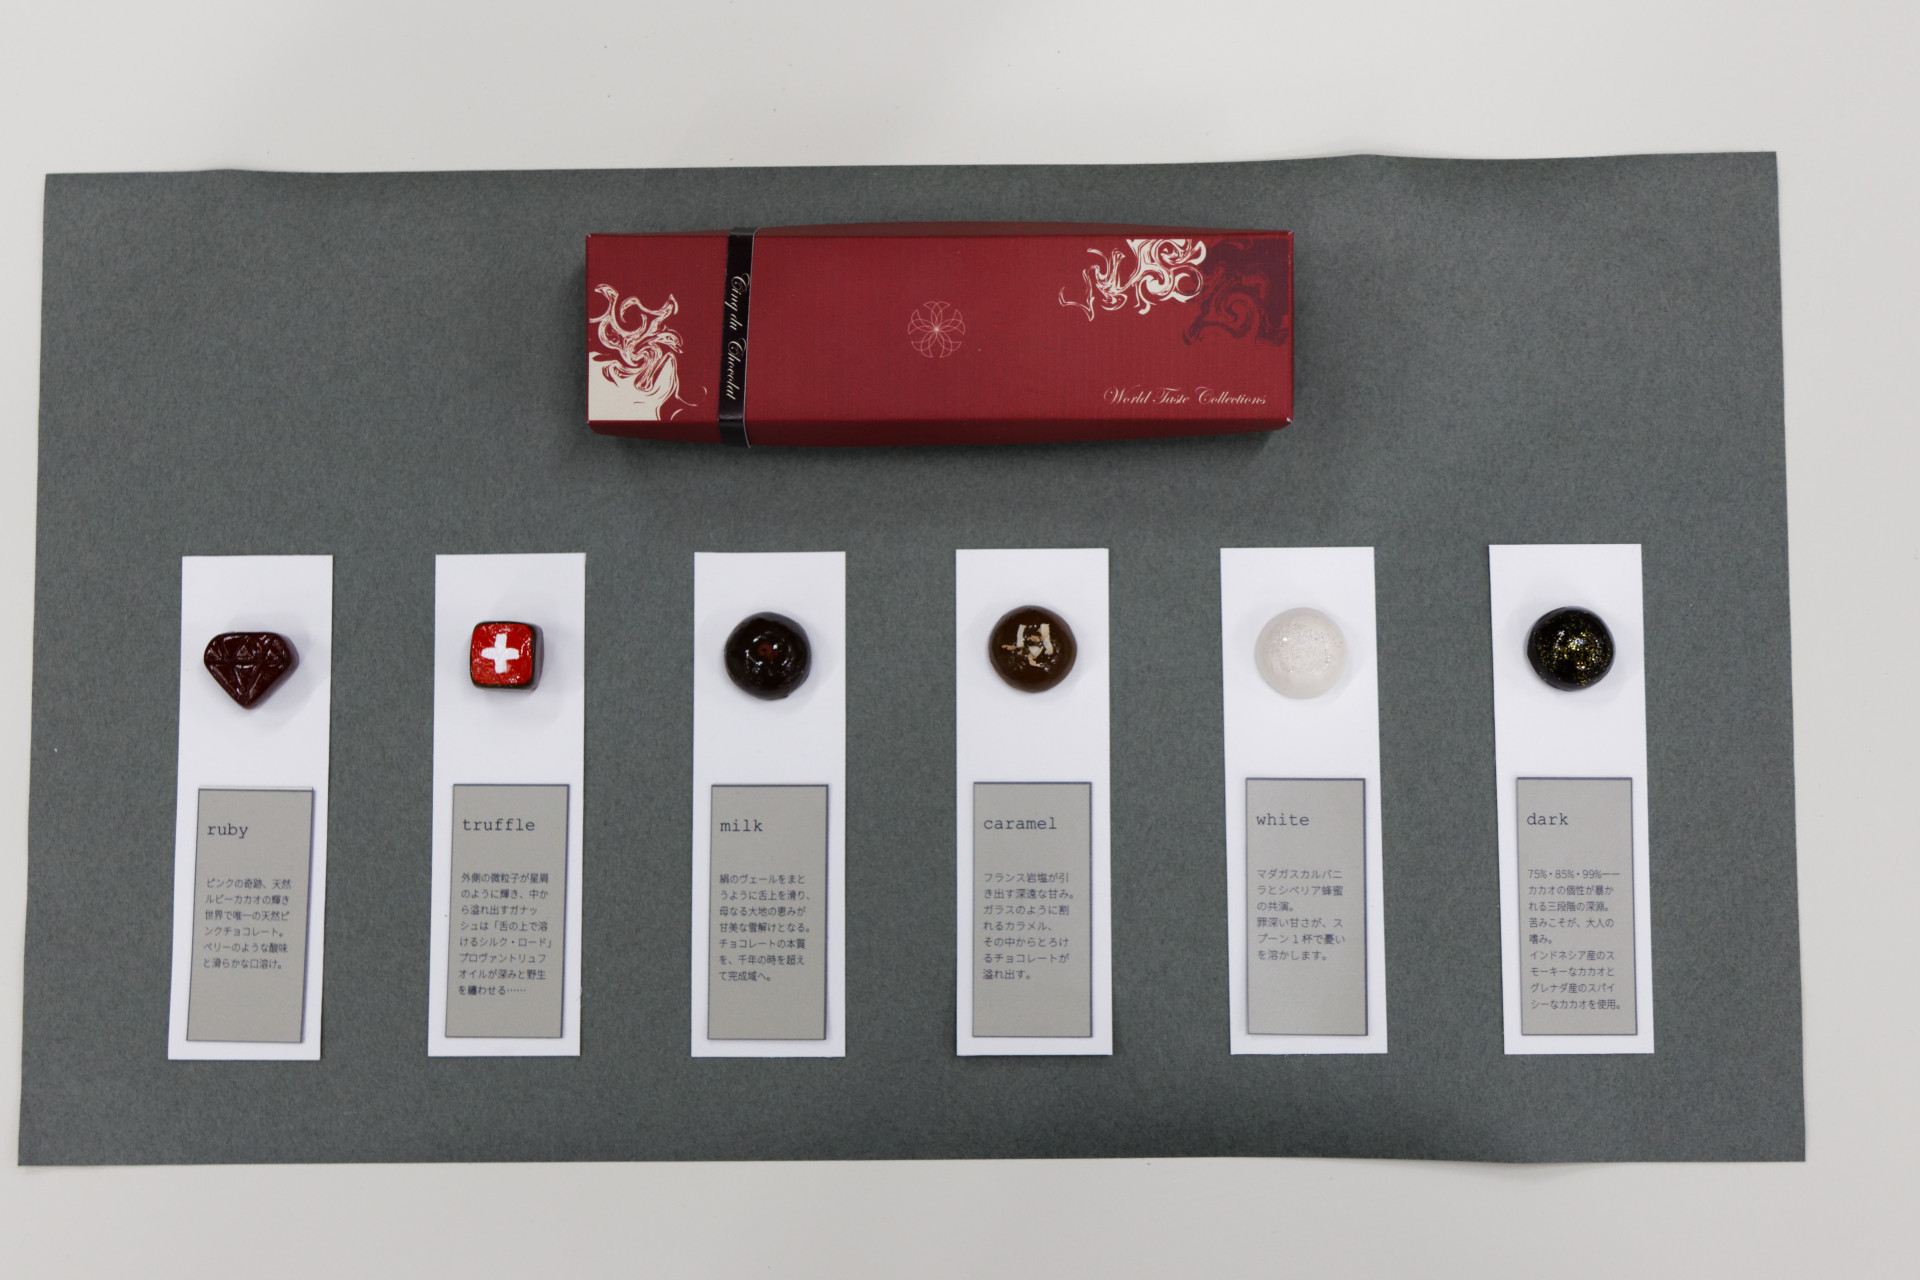 Cinq du Chocolat
World Taste Collections
ruby
ピンクの奇跡、天然
ルビーカカオの輝き
世界で唯一の天然ピ
ンクチョコレート。
ベリーのような酸味
と滑らかな口溶け。
truffle
外側の微粒子が星屑
のように輝き、中か
ら溢れ出すガナッ
シュは「舌の上で溶
けるシルク・ロード」
プロヴァントリュフ
オイルが深みと野生
を纏わせる……
milk
絹のヴェールをまと
うように舌上を滑り、
母なる大地の恵みが
甘美な雪解けとなる。
チョコレートの本質
を、千年の時を超え
て完成域へ。
caramel
フランス岩塩が引
き出す深遠な甘み。
ガラスのように割
れるカラメル、
その中からとろけ
るチョコレートが
溢れ出す。
white
マダガスカルバニ
ラとシベリア蜂蜜
の共演。
罪深い甘さが、ス
プーン１杯で憂い
を溶かします。
dark
75%・85%・99%――
カカオの個性が暴か
れる三段階の深淵。
苦みこそが、大人の
嗜み。
インドネシア産のス
モーキーなカカオと
グレナダ産のスパイ
シーなカカオを使用。